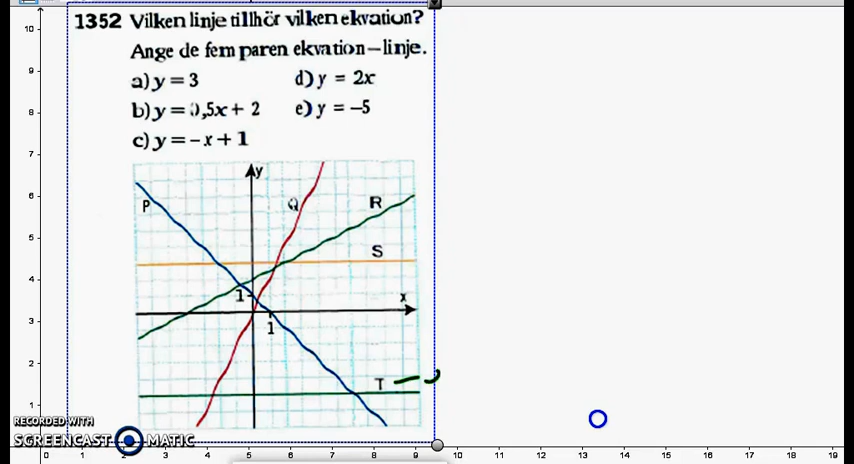 1352 Vilken linje tillhör vilken ekvation?
Ange de fem paren ekvation–linje.
a) y = 3
d) y = 2x
b) y = 0,5x + 2
e) y = –5
c) y = –x + 1
y
P
Q
R
S
1
x
1
T
10
9
8
7
6
5
4
3
2
1
0 1 2 3 4 5 6 7 8 9 10 11 12 13 14 15 16 17 18 19
RECORDED WITH
SCREENCAST MATIC